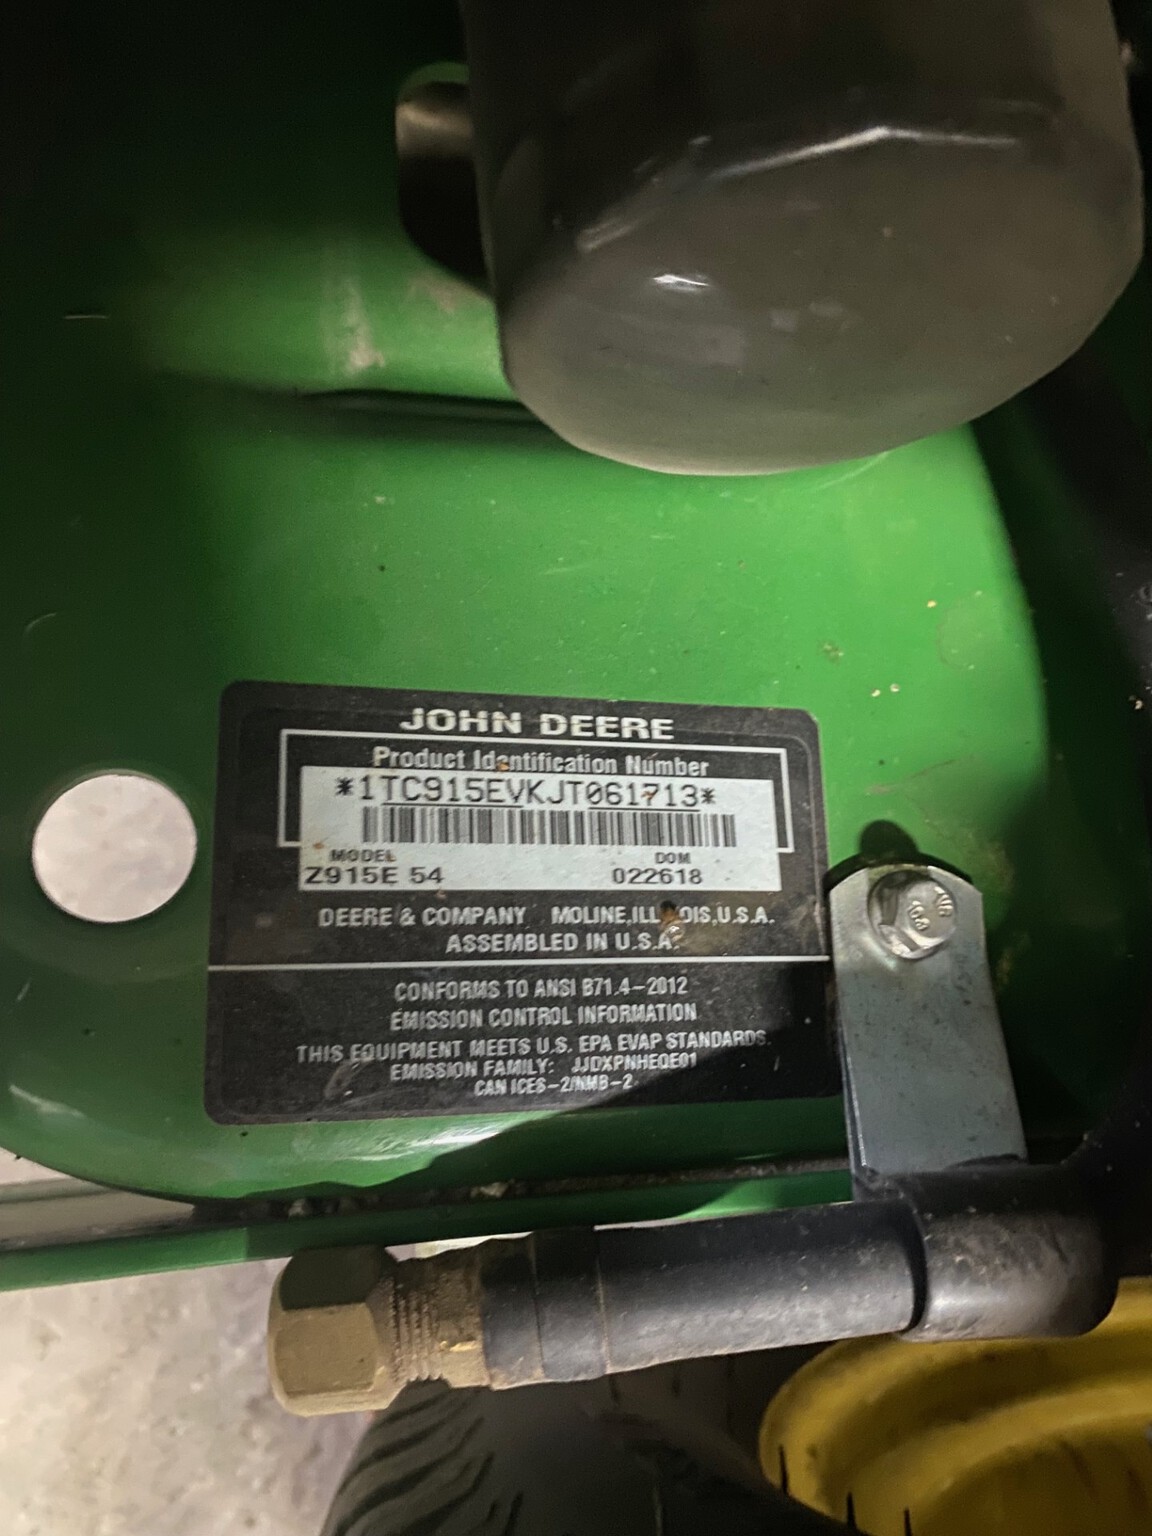 JOHN DEERE
Product Identification Number
*1TC915EVKJT061713*
MODEL DOM
Z915E 54 022618
DEERE & COMPANY MOLINE, ILL OIS, U.S.A.
ASSEMBLED IN U.S.A.
CONFORMS TO ANSI B71.4-2012
EMISSION CONTROL INFORMATION
THIS EQUIPMENT MEETS U.S. EPA EVAP STANDARDS.
EMISSION FAMILY: JJDXPNHEQE01
CAN ICES-2/NMB-2